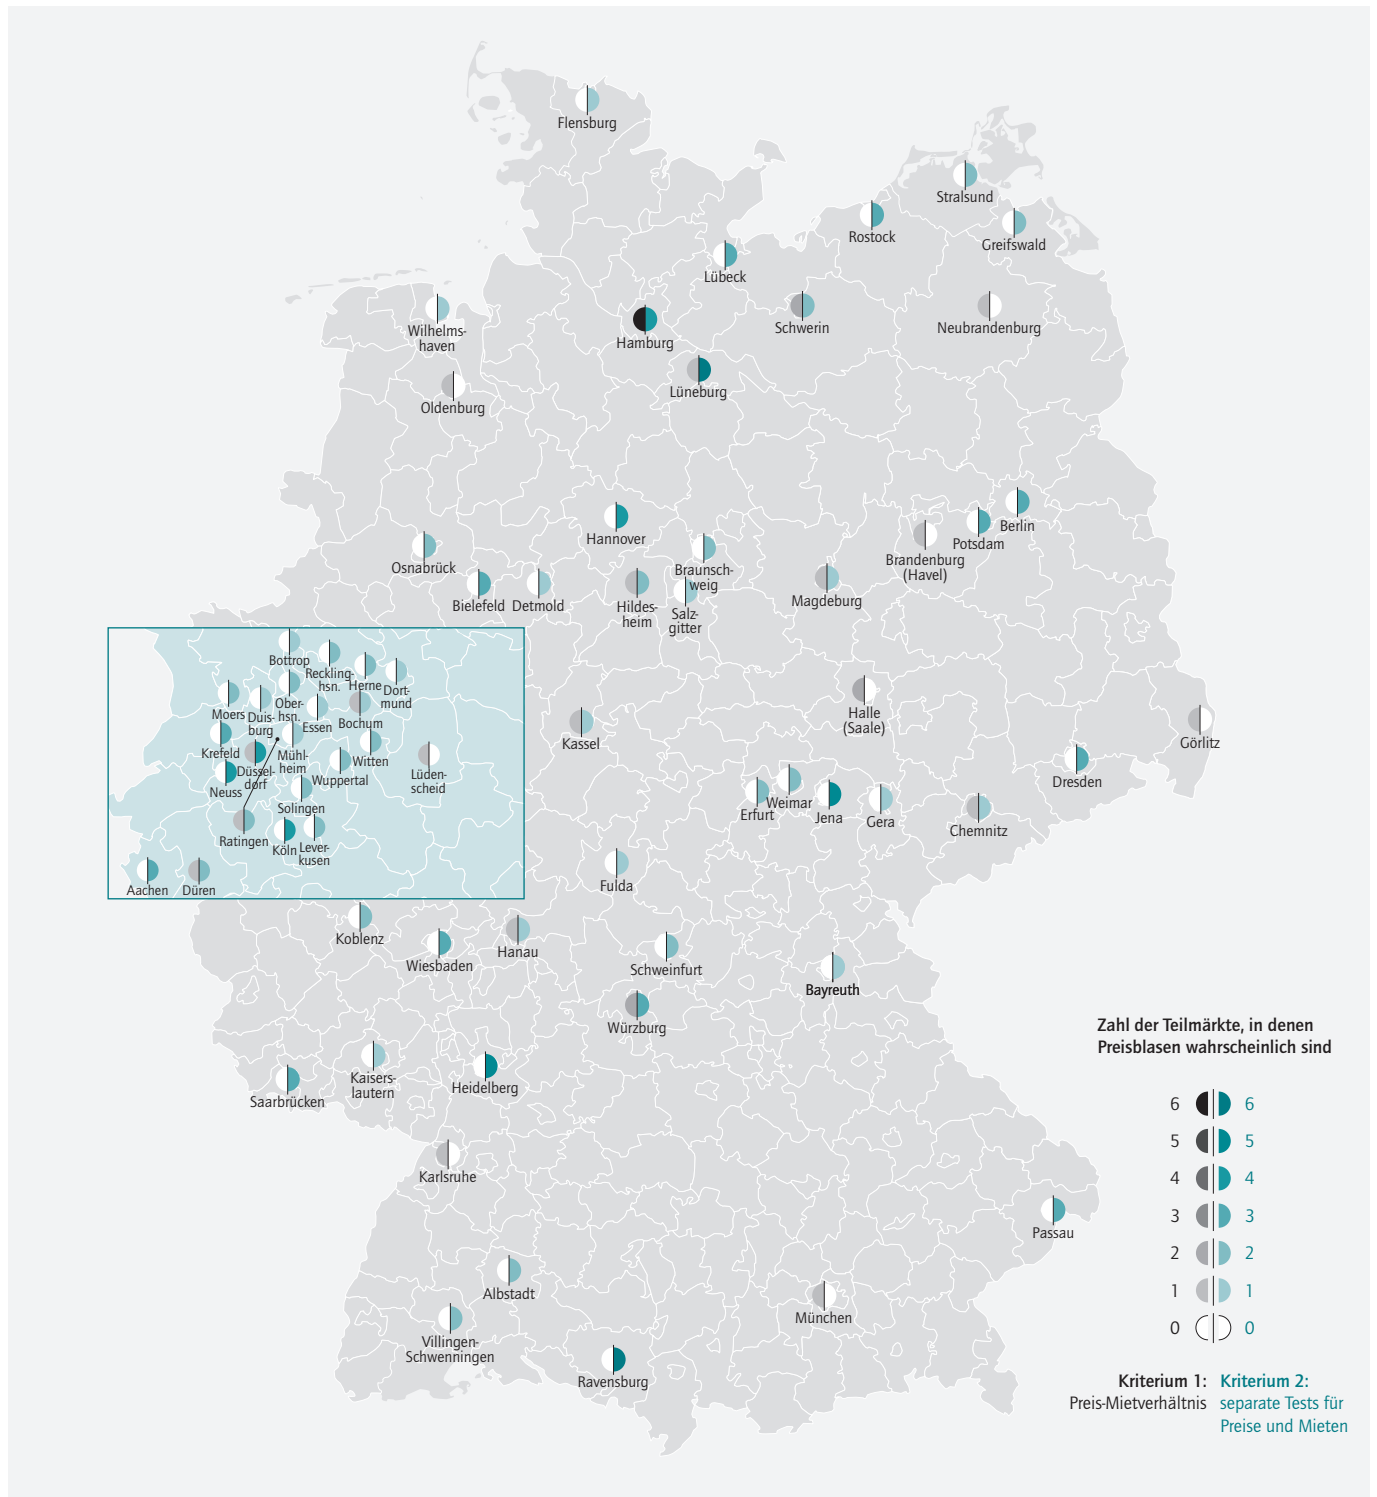 Flensburg
Stralsund
Rostock
Greifswald
Lübeck
Wilhelms-
haven
Schwerin
Neubrandenburg
Hamburg
Lüneburg
Oldenburg
Hannover
Berlin
Potsdam
Brandenburg
(Havel)
Osnabrück
Braunsch-
weig
Bielefeld
Detmold
Hildes-
heim
Salz-
gitter
Magdeburg
Bottrop
Reckling-
hsn.
Herne
Dort-
mund
Moers
Duis-
burg
Ober-
hsn.
Essen
Bochum
Krefeld
Düssel-
dorf
Mühl-
heim
Witten
Wuppertal
Lüden-
scheid
Neuss
Solingen
Ratingen
Köln
Lever-
kusen
Aachen
Düren
Halle
(Saale)
Kassel
Görlitz
Dresden
Erfurt
Weimar
Jena
Gera
Chemnitz
Fulda
Koblenz
Wiesbaden
Hanau
Schweinfurt
Bayreuth
Würzburg
Kaisers-
lautern
Heidelberg
Saarbrücken
Karlsruhe
Passau
Albstadt
München
Villingen-
Schwenningen
Ravensburg
Zahl der Teilmärkte, in denen
Preisblasen wahrscheinlich sind
6 6
5 5
4 4
3 3
2 2
1 1
0 0
Kriterium 1:
Preis-Mietverhältnis
Kriterium 2:
separate Tests für
Preise und Mieten